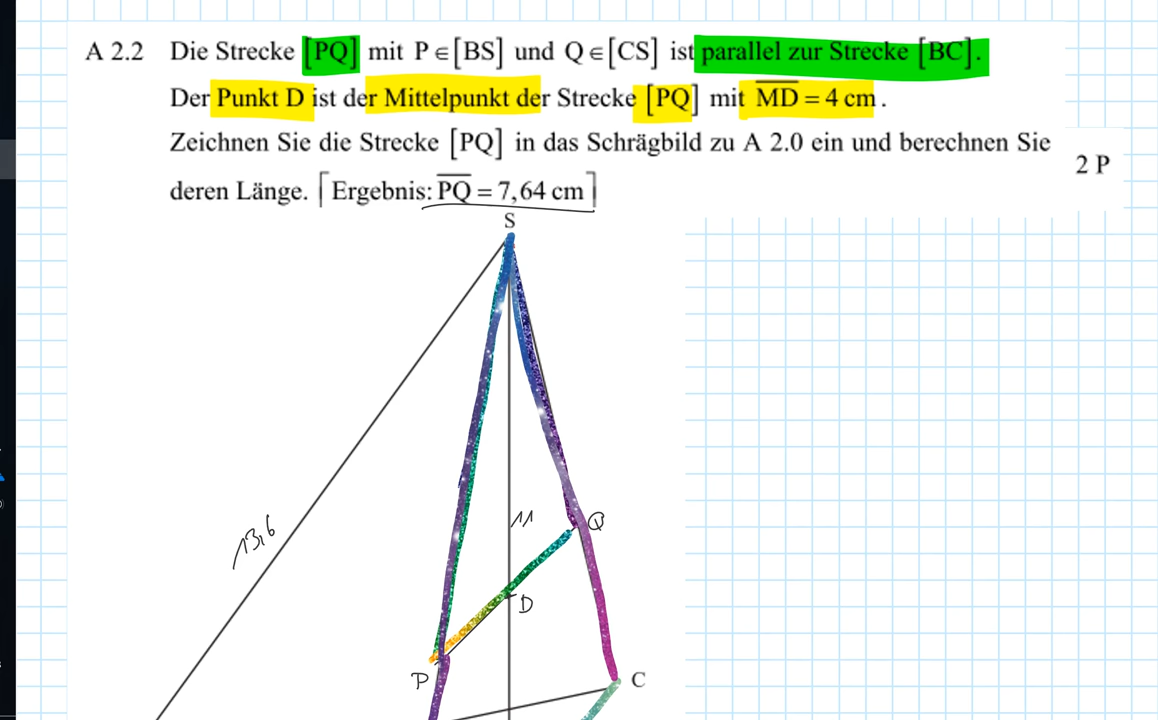 A 2.2 Die Strecke [PQ] mit P∈[BS] und Q∈[CS] ist parallel zur Strecke [BC].
Der Punkt D ist der Mittelpunkt der Strecke [PQ] mit M̅D̅ = 4 cm.
Zeichnen Sie die Strecke [PQ] in das Schrägbild zu A 2.0 ein und berechnen Sie
2 P
deren Länge. [Ergebnis: P̅Q̅ = 7,64 cm]
S
13,6
11
Q
D
P
C